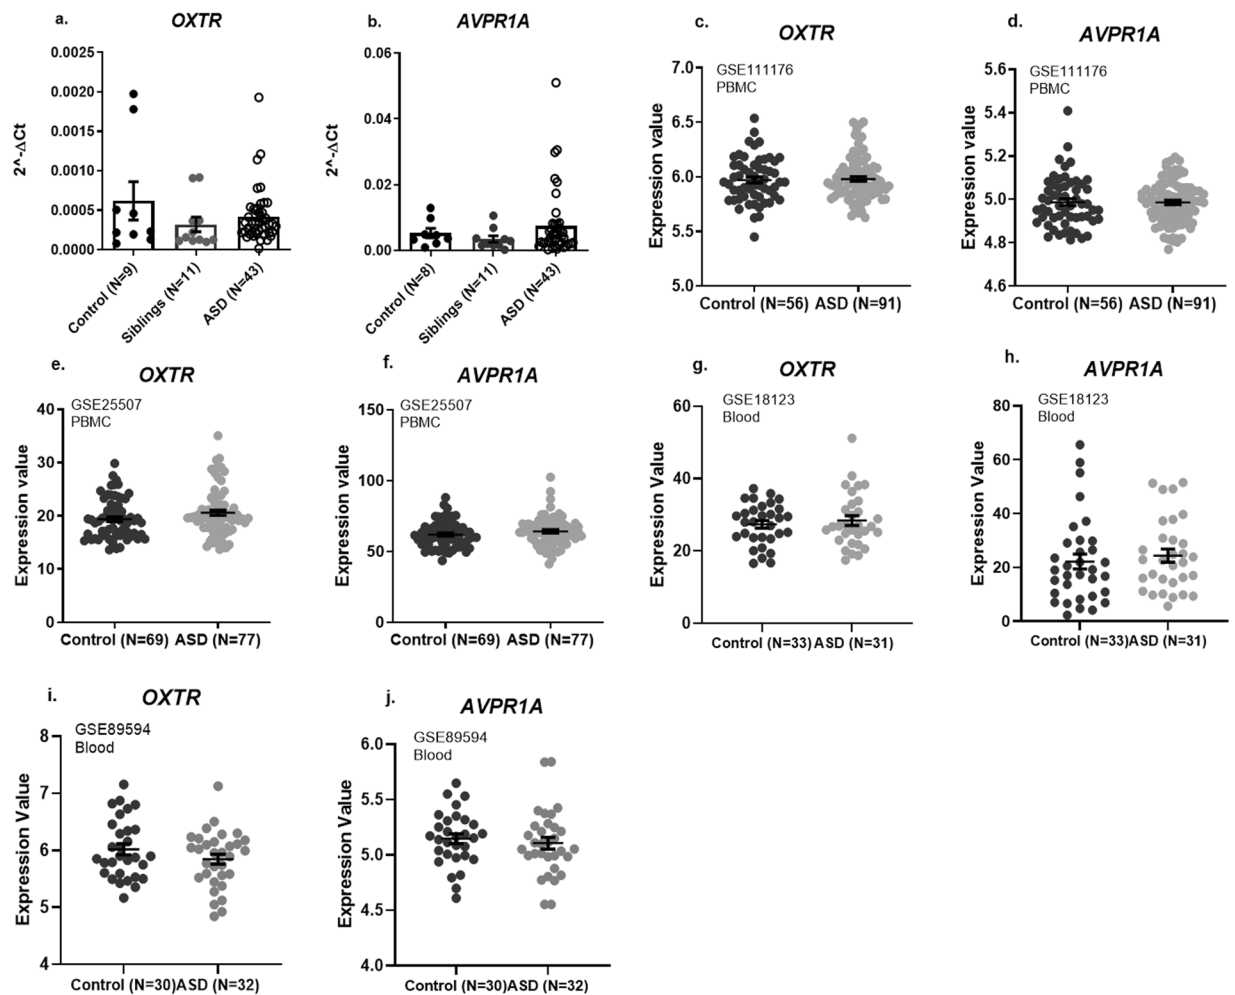 a.
OXTR
0.0025
0.0020
0.0015
0.0010
0.0005
0.0000
2^-ΔCt
Control (N=9)
Siblings (N=11)
ASD (N=43)
b.
AVPR1A
0.06
0.04
0.02
0.00
2^-ΔCt
Control (N=8)
Siblings (N=11)
ASD (N=43)
c.
OXTR
GSE111176
PBMC
7.0
6.5
6.0
5.5
5.0
Expression value
Control (N=56) ASD (N=91)
d.
AVPR1A
GSE111176
PBMC
5.6
5.4
5.2
5.0
4.8
4.6
Expression value
Control (N=56) ASD (N=91)
e.
OXTR
GSE25507
PBMC
40
30
20
10
0
Expression value
Control (N=69) ASD (N=77)
f.
AVPR1A
GSE25507
PBMC
150
100
50
0
Expression value
Control (N=69) ASD (N=77)
g.
OXTR
GSE18123
Blood
60
40
20
0
Expression Value
Control (N=33) ASD (N=31)
h.
AVPR1A
GSE18123
Blood
80
60
40
20
0
Expression Value
Control (N=33)ASD (N=31)
i.
OXTR
GSE89594
Blood
8
7
6
5
4
Expression Value
Control (N=30)ASD (N=32)
j.
AVPR1A
GSE89594
Blood
6.0
5.5
5.0
4.5
4.0
Expression Value
Control (N=30)ASD (N=32)